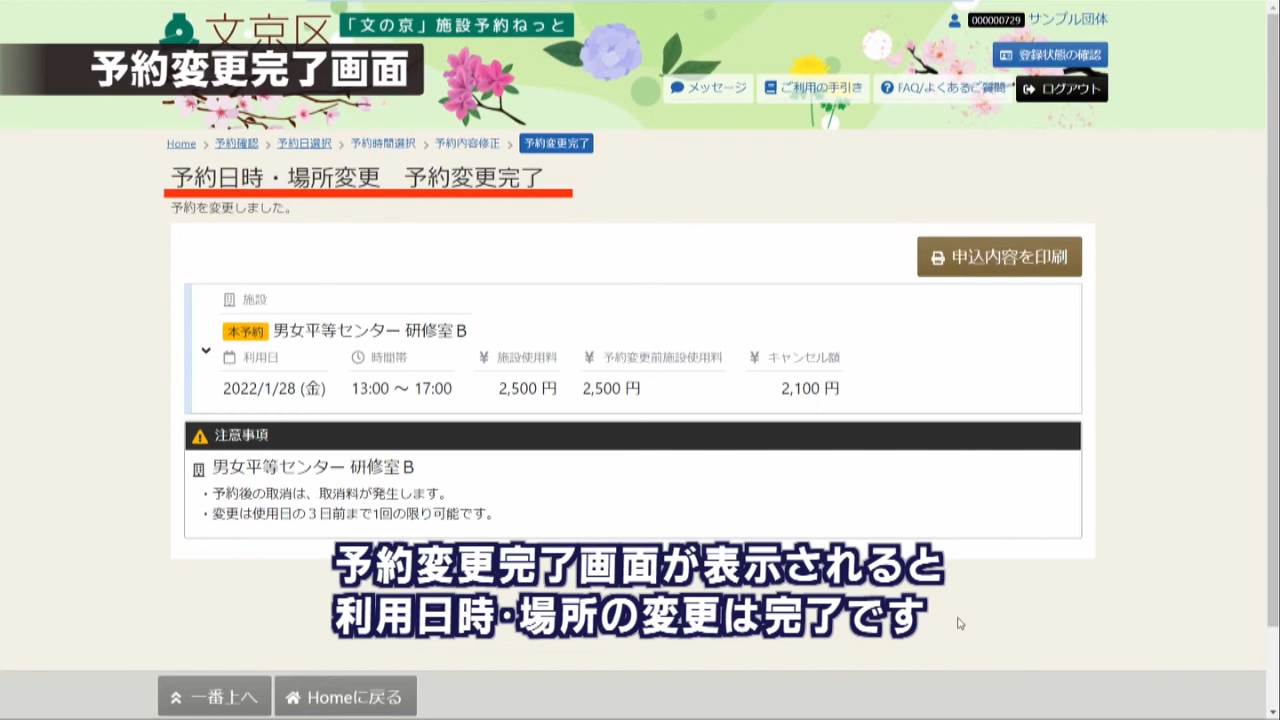 文京区
「文の京」施設予約ねっと
000000729 サンプル団体
予約変更完了画面
登録状態の確認
メッセージ
ご利用の手引き
FAQ/よくあるご質問
ログアウト
Home > 予約確認 > 予約日選択 > 予約時間選択 > 予約内容修正 > 予約変更完了
予約日時・場所変更 予約変更完了
予約を変更しました。
申込内容を印刷
施設
本予約 男女平等センター 研修室B
利用日 時間帯 ¥ 施設使用料 ¥ 予約変更前施設使用料 ¥ キャンセル額
2022/1/28 (金) 13:00 ～ 17:00 2,500 円 2,500 円 2,100 円
注意事項
男女平等センター 研修室B
・予約後の取消は、取消料が発生します。
・変更は使用日の３日前まで1回の限り可能です。
予約変更完了画面が表示されると
利用日時・場所の変更は完了です
一番上へ
Homeに戻る